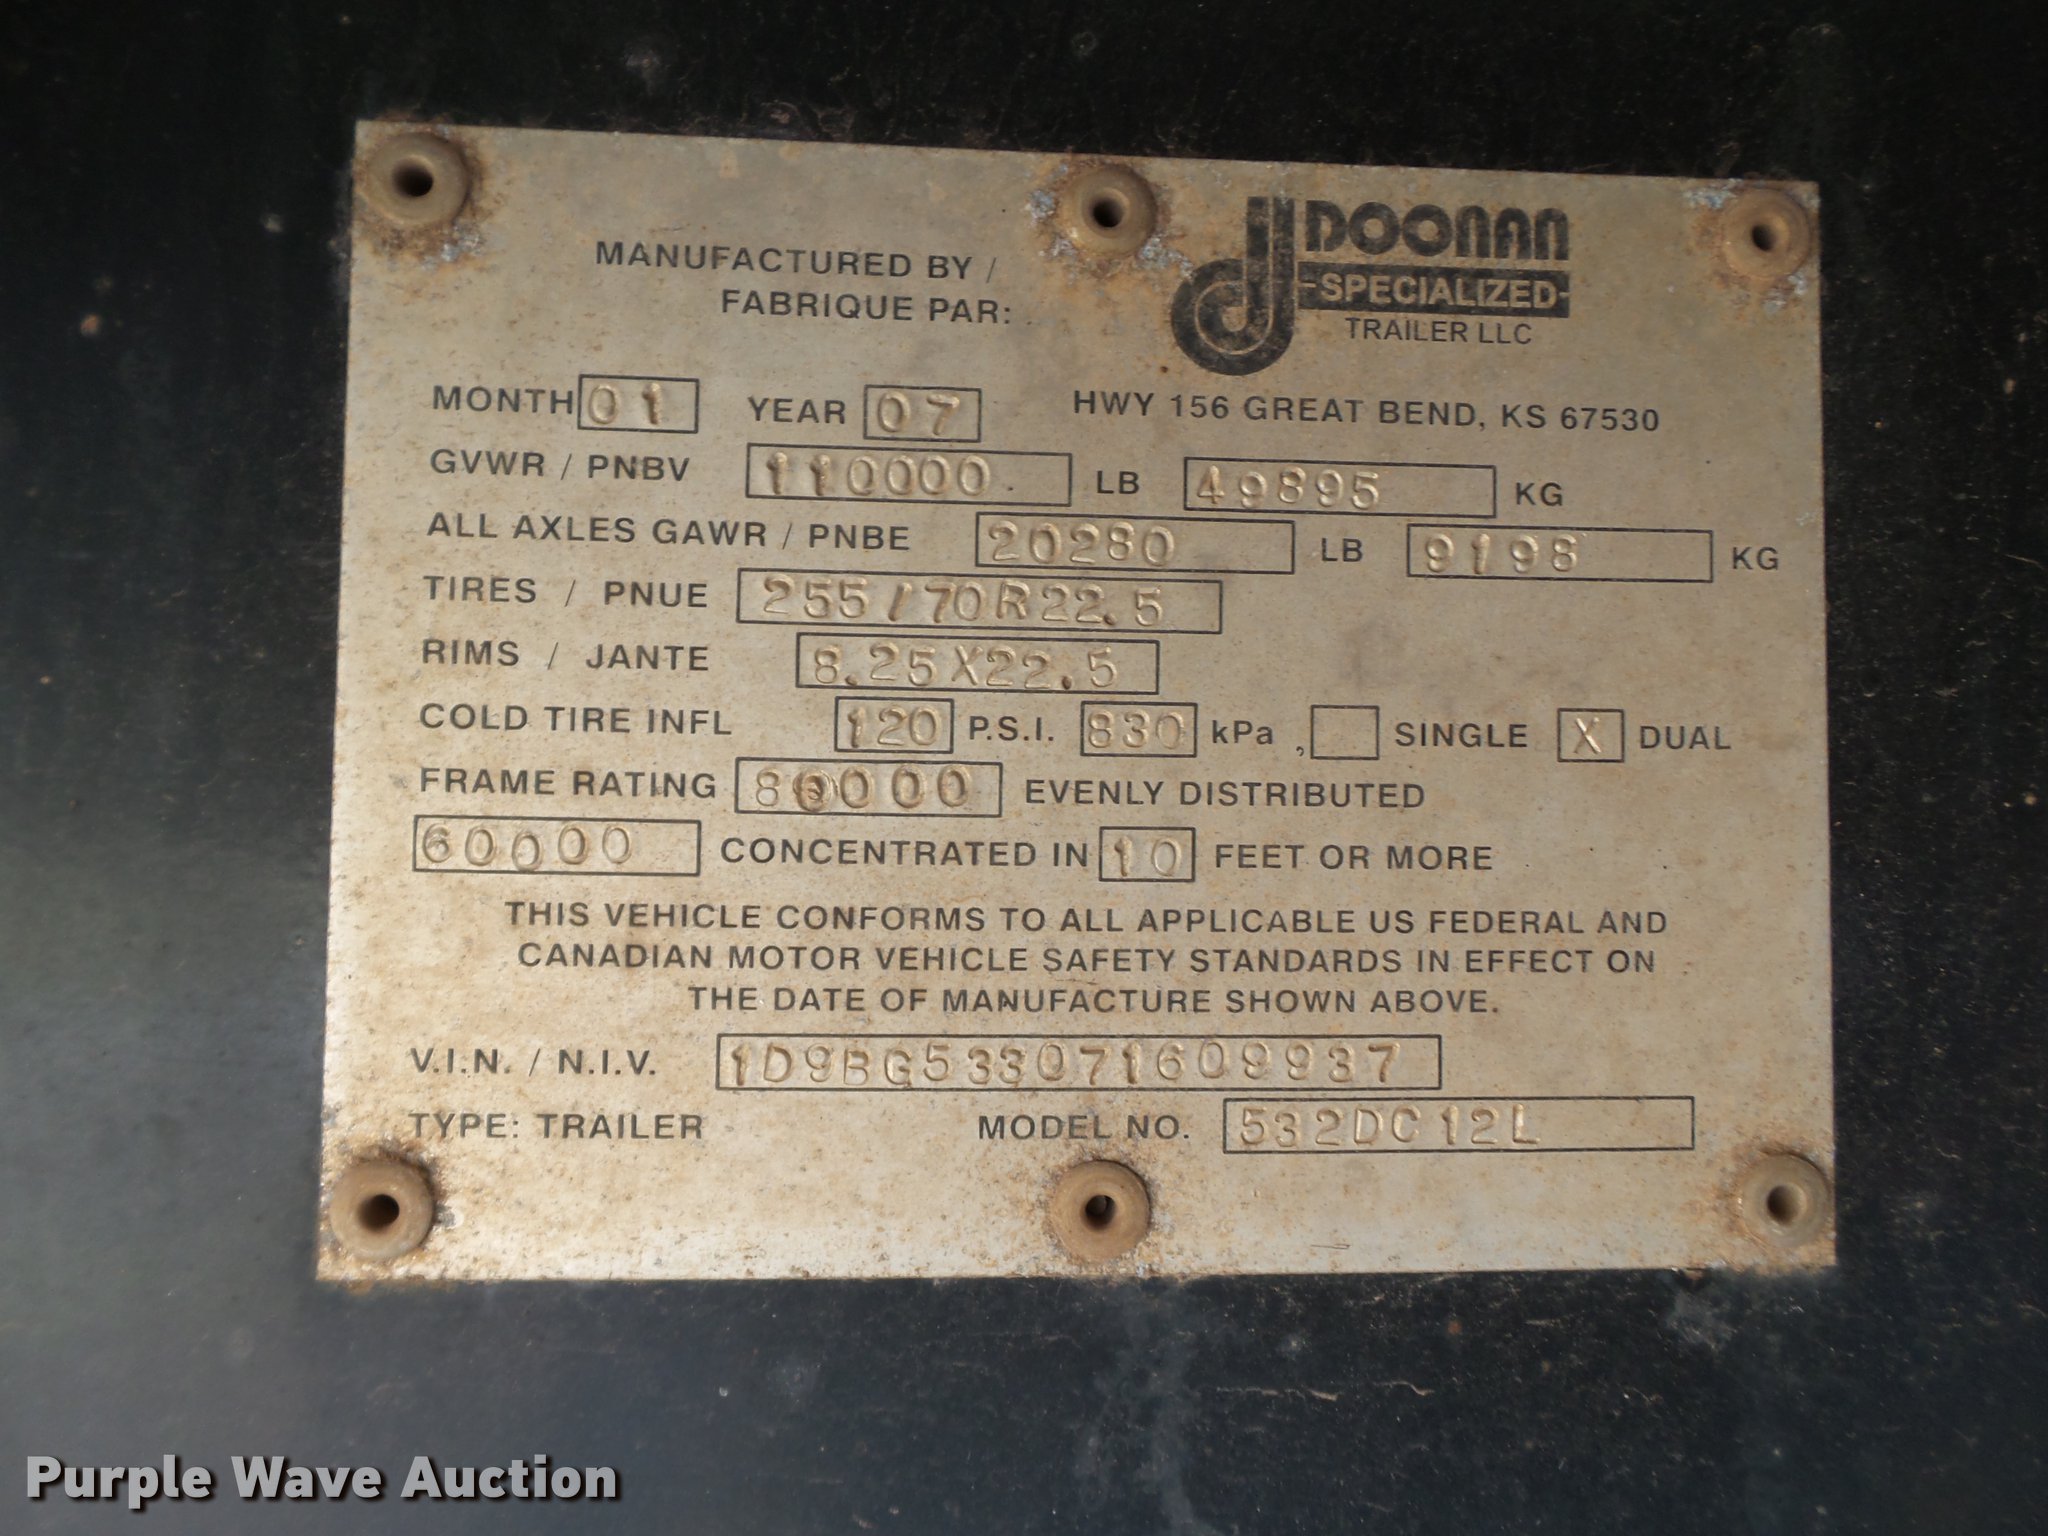 MANUFACTURED BY /
FABRIQUE PAR:
DOONAN
SPECIALIZED
TRAILER LLC
MONTH 01 YEAR 07 HWY 156 GREAT BEND, KS 67530
GVWR / PNBV 110000 LB 49895 KG
ALL AXLES GAWR / PNBE 20280 LB 9198 KG
TIRES / PNUE 255/70R22.5
RIMS / JANTE 8.25X22.5
COLD TIRE INFL 120 P.S.I. 830 kPa, SINGLE X DUAL
FRAME RATING 80000 EVENLY DISTRIBUTED
60000 CONCENTRATED IN 10 FEET OR MORE
THIS VEHICLE CONFORMS TO ALL APPLICABLE US FEDERAL AND
CANADIAN MOTOR VEHICLE SAFETY STANDARDS IN EFFECT ON
THE DATE OF MANUFACTURE SHOWN ABOVE.
V.I.N. / N.I.V. 1D9BG533071609937
TYPE: TRAILER MODEL NO. 532DC12L
Purple Wave Auction